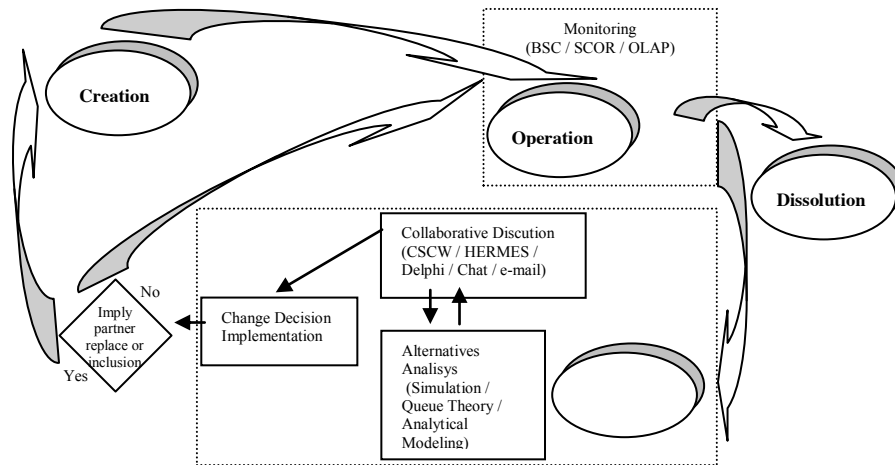 Monitoring
(BSC / SCOR / OLAP)
Creation
Operation
Dissolution
Collaborative Discution
(CSCW / HERMES /
Delphi / Chat / e-mail)
No
Imply
partner
replace or
inclusion
Yes
Change Decision
Implementation
Alternatives
Analisys
(Simulation /
Queue Theory /
Analytical
Modeling)